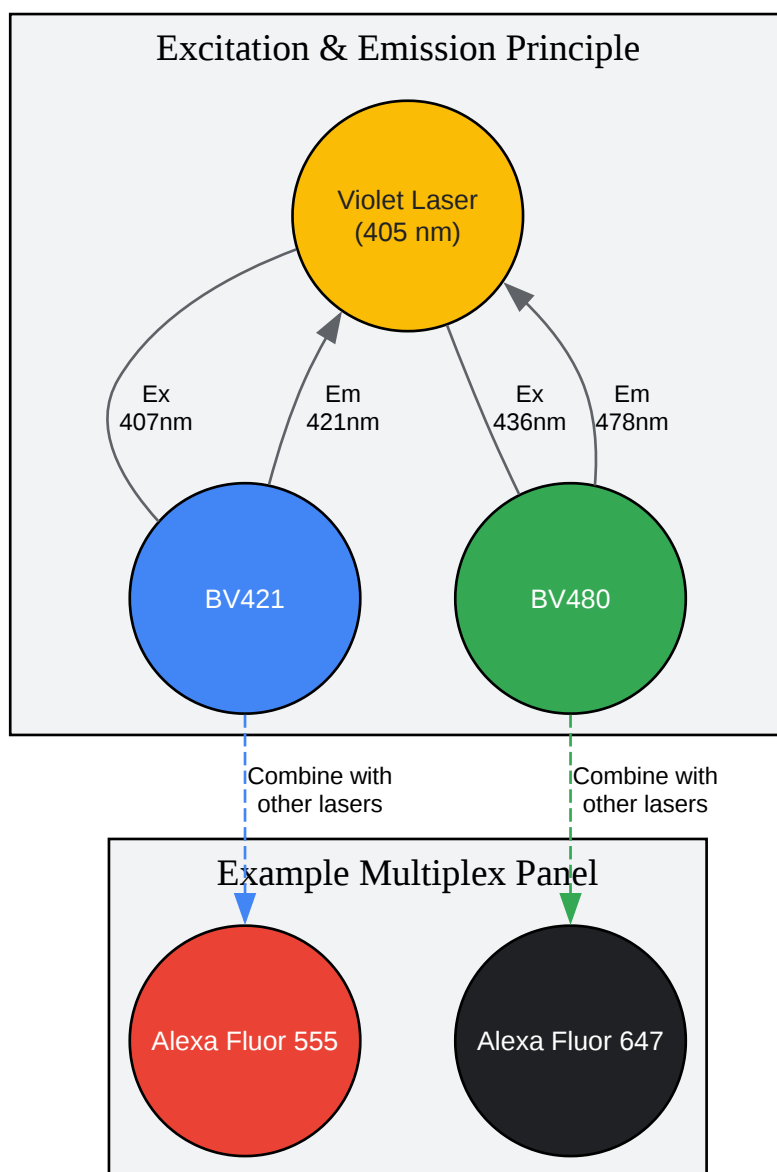 Excitation & Emission Principle
Violet Laser
(405 nm)
Ex
407nm
Em
421nm
Ex
436nm
Em
478nm
BV421
BV480
Combine with
other lasers
Combine with
other lasers
Example Multiplex Panel
Alexa Fluor 555
Alexa Fluor 647